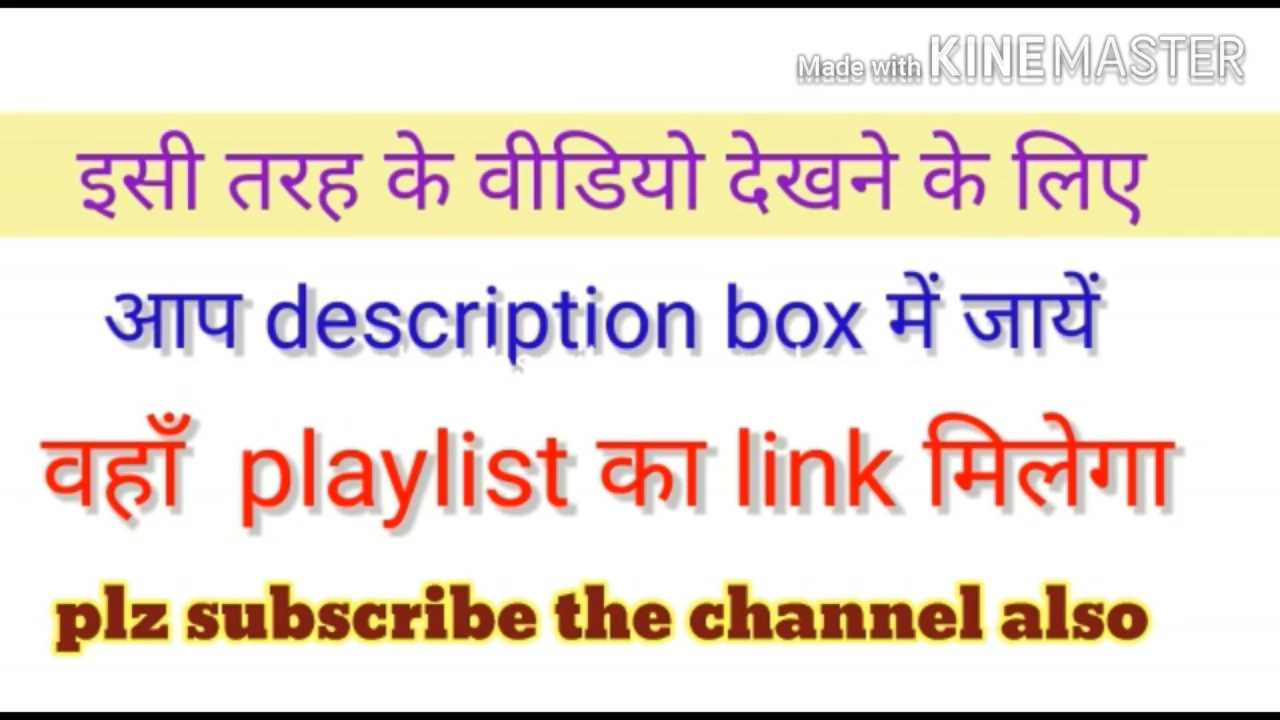 Made with KINEMASTER
इसी तरह के वीडियो देखने के लिए
आप description box में जायें
वहाँ playlist का link मिलेगा
plz subscribe the channel also